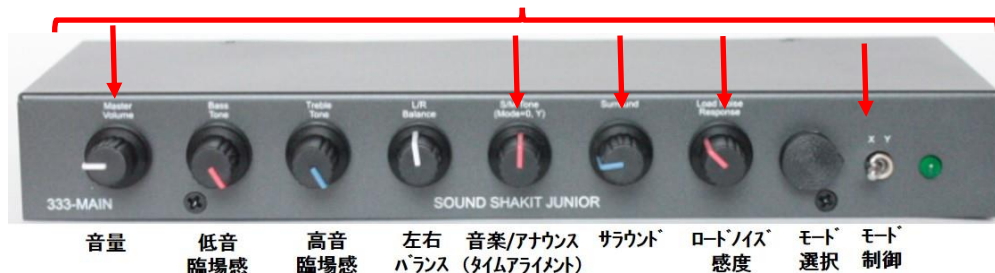 Master
Volume
Bass
Tone
Treble
Tone
L/R
Balance
S/M Tone
(Mode=0, Y)
Surround
Load Noise
Response
X Y
333-MAIN
SOUND SHAKIT JUNIOR
音量
低音
臨場感
高音
臨場感
左右
バランス
音楽/アナウンス
(タイムアライメント)
サラウンド
ロードノイズ
感度
モード
選択
モード
制御